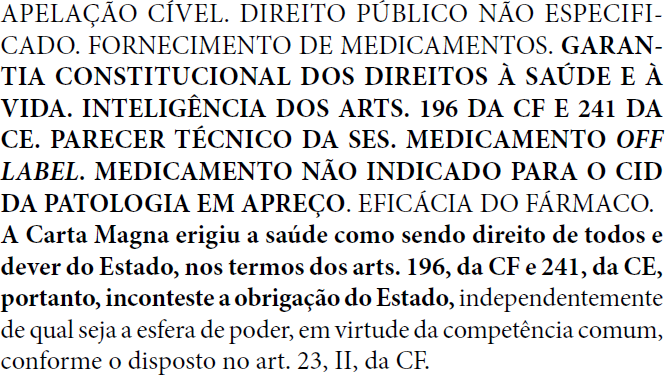 APELAÇÃO CÍVEL. DIREITO PÚBLICO NÃO ESPECIFI-
CADO. FORNECIMENTO DE MEDICAMENTOS. GARAN-
TIA CONSTITUCIONAL DOS DIREITOS À SAÚDE E À
VIDA. INTELIGÊNCIA DOS ARTS. 196 DA CF E 241 DA
CE. PARECER TÉCNICO DA SES. MEDICAMENTO OFF
LABEL. MEDICAMENTO NÃO INDICADO PARA O CID
DA PATOLOGIA EM APREÇO. EFICÁCIA DO FÁRMACO.
A Carta Magna erigiu a saúde como sendo direito de todos e
dever do Estado, nos termos dos arts. 196, da CF e 241, da CE,
portanto, inconteste a obrigação do Estado, independentemente
de qual seja a esfera de poder, em virtude da competência comum,
conforme o disposto no art. 23, II, da CF.